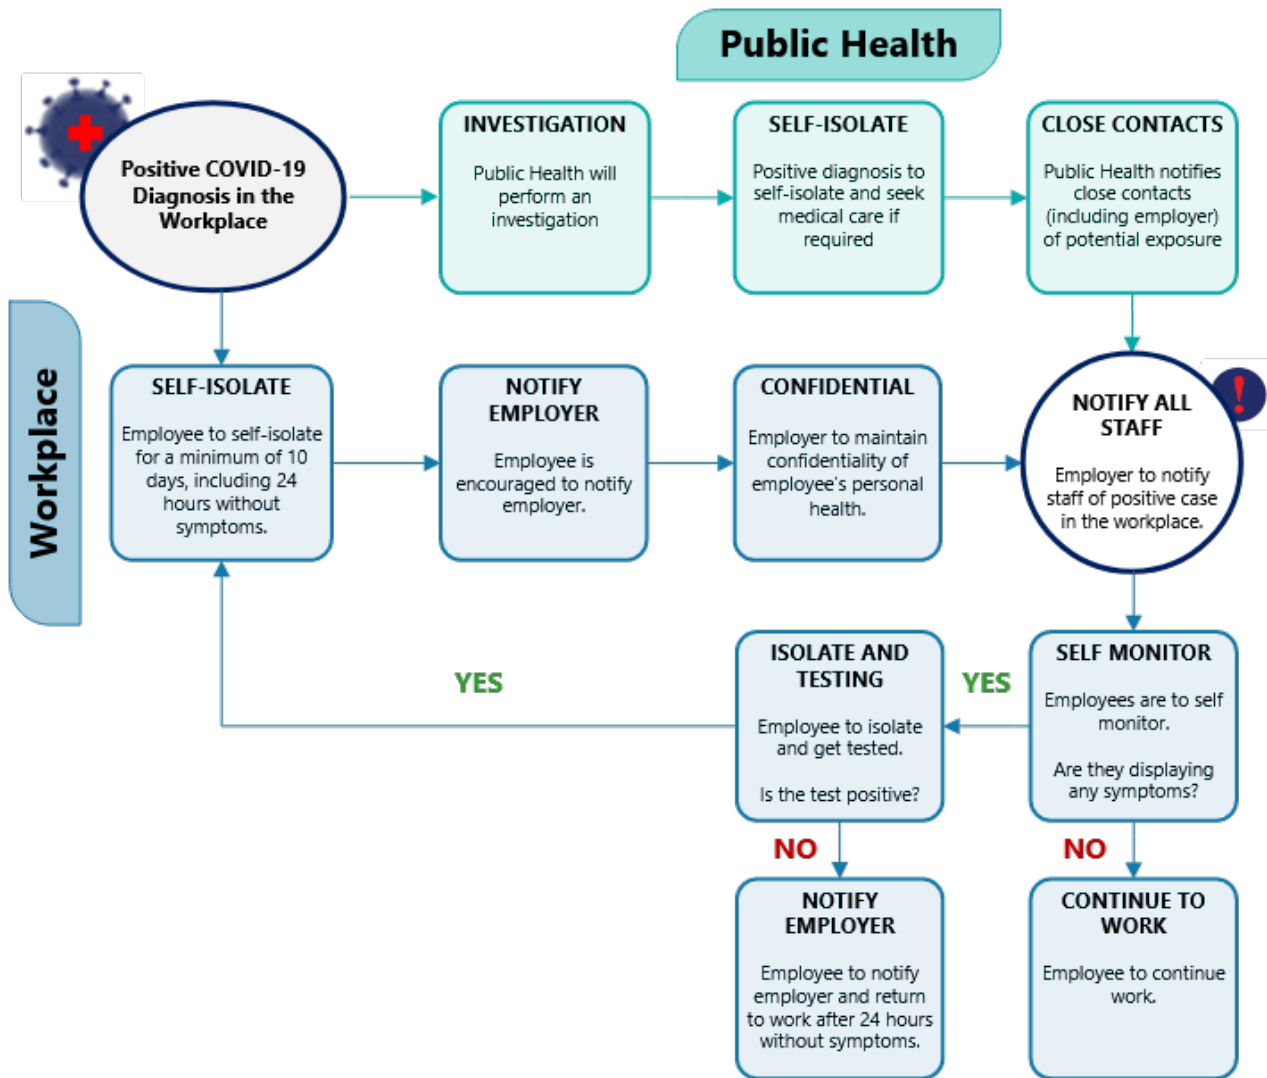 Public Health
Positive COVID-19
Diagnosis in the
Workplace
INVESTIGATION
Public Health will
perform an
investigation
SELF-ISOLATE
Positive diagnosis to
self-isolate and seek
medical care if
required
CLOSE CONTACTS
Public Health notifies
close contacts
(including employer)
of potential exposure
Workplace
SELF-ISOLATE
Employee to self-isolate
for a minimum of 10
days, including 24
hours without
symptoms.
NOTIFY
EMPLOYER
Employee is
encouraged to notify
employer.
CONFIDENTIAL
Employer to maintain
confidentiality of
employee's personal
health.
NOTIFY ALL
STAFF
Employer to notify
staff of positive case
in the workplace.
!
SELF MONITOR
Employees are to self
monitor.
Are they displaying
any symptoms?
YES
ISOLATE AND
TESTING
Employee to isolate
and get tested.
Is the test positive?
YES
NO
NOTIFY
EMPLOYER
Employee to notify
employer and return
to work after 24 hours
without symptoms.
NO
CONTINUE TO
WORK
Employee to continue
work.